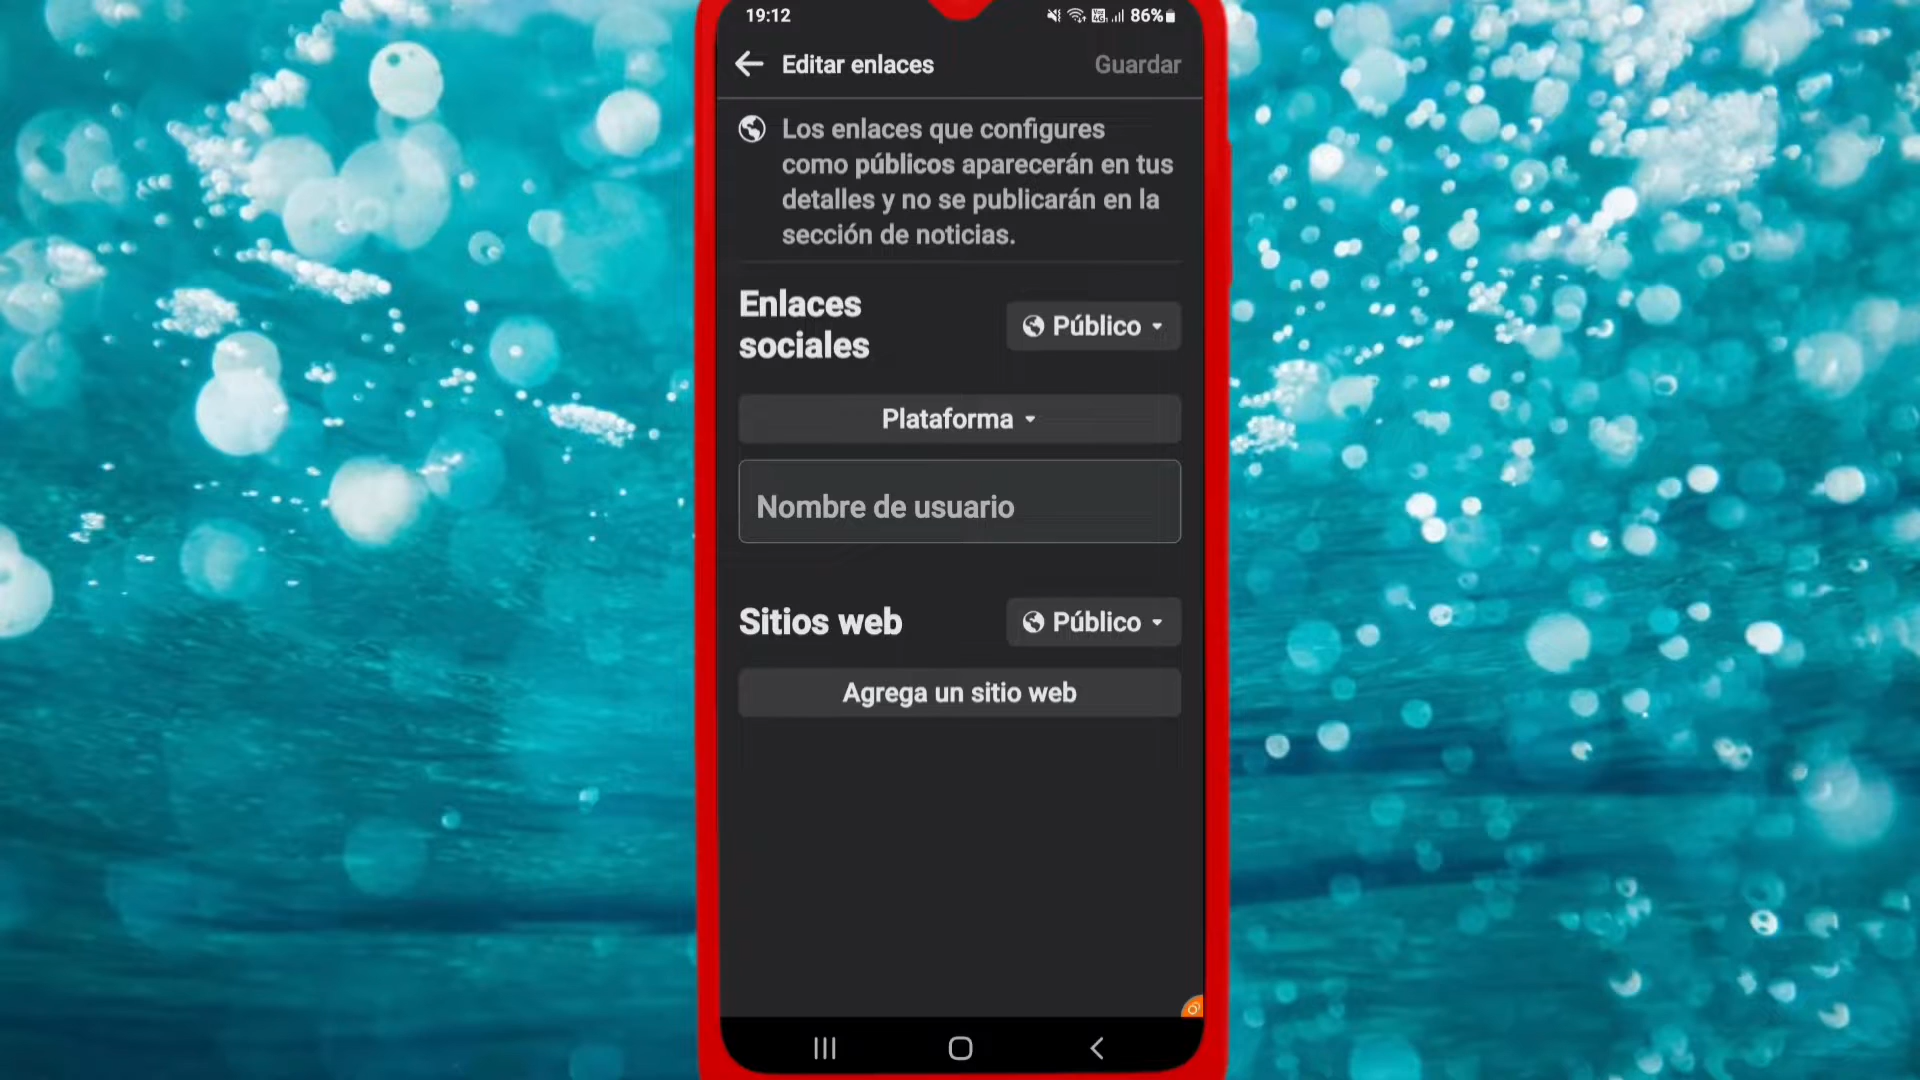 19:12
86%
Editar enlaces
Guardar
Los enlaces que configures
como públicos aparecerán en tus
detalles y no se publicarán en la
sección de noticias.
Enlaces
sociales
Público
Plataforma
Nombre de usuario
Sitios web
Público
Agrega un sitio web